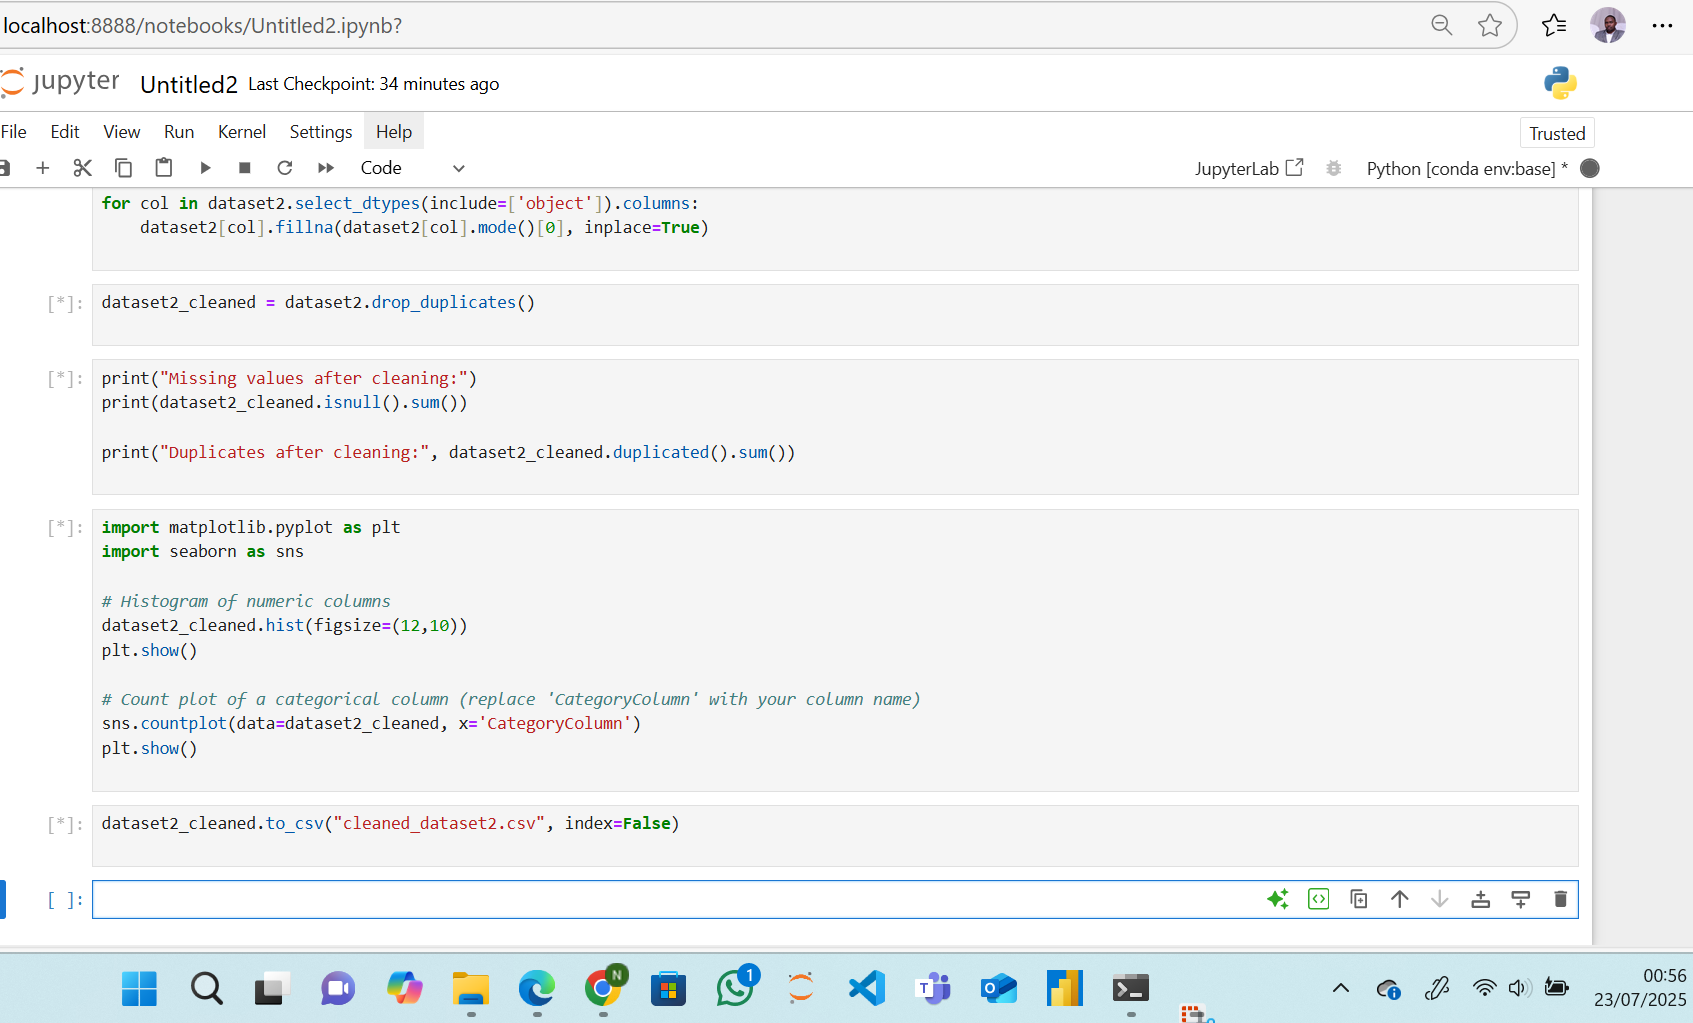 localhost:8888/notebooks/Untitled2.ipynb?
jupyter Untitled2 Last Checkpoint: 34 minutes ago
File Edit View Run Kernel Settings Help Trusted
Code JupyterLab Python [conda env:base] *
for col in dataset2.select_dtypes(include=['object']).columns:
    dataset2[col].fillna(dataset2[col].mode()[0], inplace=True)
[*]: dataset2_cleaned = dataset2.drop_duplicates()
[*]: print("Missing values after cleaning:")
print(dataset2_cleaned.isnull().sum())
print("Duplicates after cleaning:", dataset2_cleaned.duplicated().sum())
[*]: import matplotlib.pyplot as plt
import seaborn as sns
# Histogram of numeric columns
dataset2_cleaned.hist(figsize=(12,10))
plt.show()
# Count plot of a categorical column (replace 'CategoryColumn' with your column name)
sns.countplot(data=dataset2_cleaned, x='CategoryColumn')
plt.show()
[*]: dataset2_cleaned.to_csv("cleaned_dataset2.csv", index=False)
[ ]:
N
1
00:56
23/07/2025